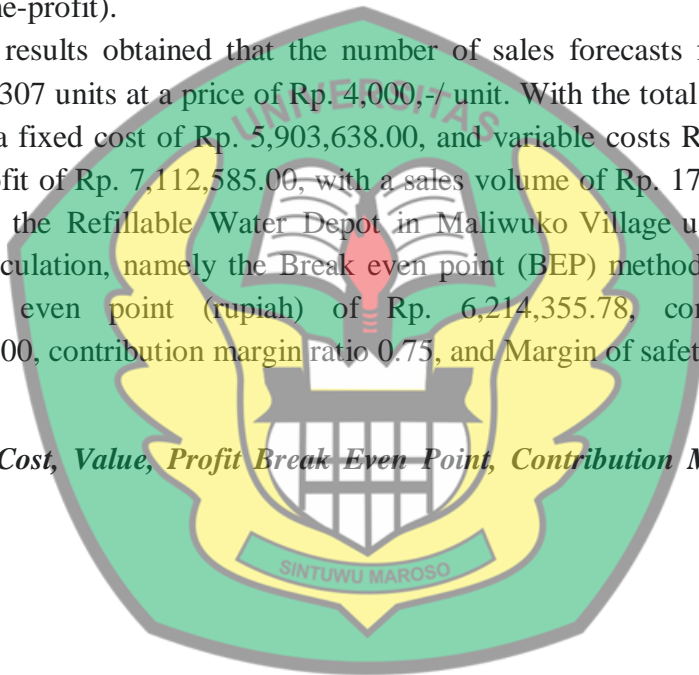 ne-profit).
results obtained that the number of sales forecasts
307 units at a price of Rp. 4,000,-/ unit. With the total
a fixed cost of Rp. 5,903,638.00, and variable costs R
ofit of Rp. 7,112,585.00, with a sales volume of Rp. 17
the Refillable Water Depot in Maliwuko Village u
culation, namely the Break even point (BEP) method
even point (rupiah) of Rp. 6,214,355.78, con
00, contribution margin ratio 0.75, and Margin of safet
Cost, Value, Profit Break Even Point, Contribution M
UNIVERSITAS
SINTUWU MAROSO